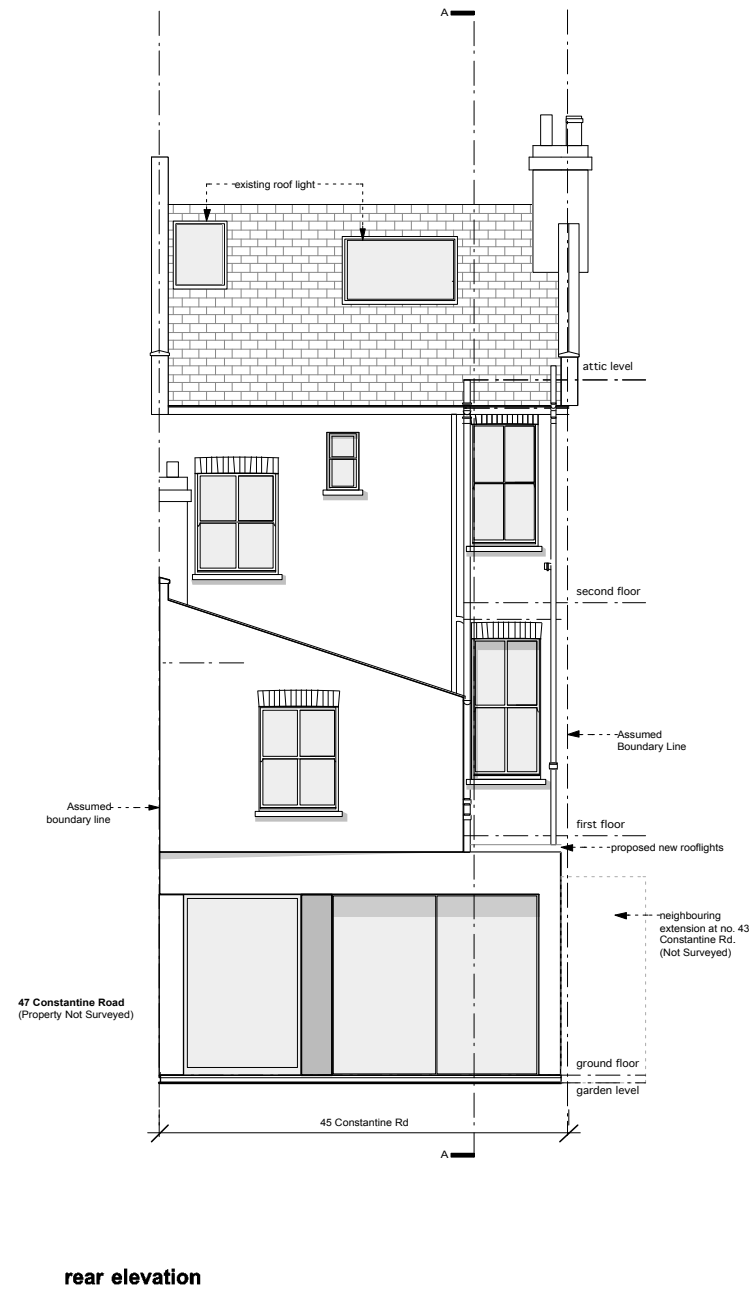 A
existing roof light
attic level
second floor
Assumed
Boundary Line
Assumed
boundary line
first floor
proposed new rooflights
neighbouring
extension at no. 43
Constantine Rd.
(Not Surveyed)
47 Constantine Road
(Property Not Surveyed)
ground floor
garden level
45 Constantine Rd
A
rear elevation